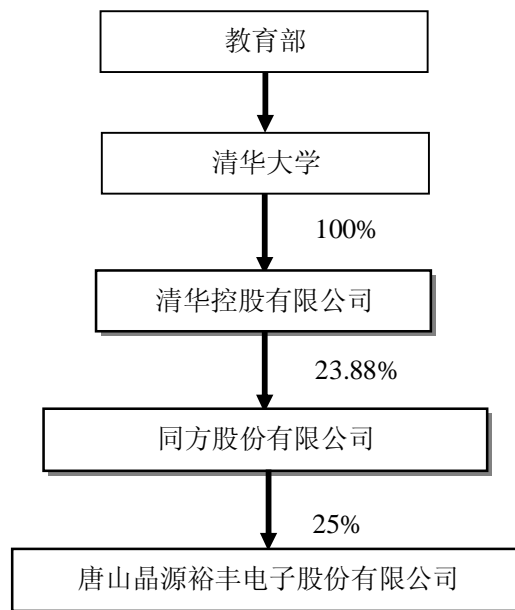 教育部
清华大学
100%
清华控股有限公司
23.88%
同方股份有限公司
25%
唐山晶源裕丰电子股份有限公司